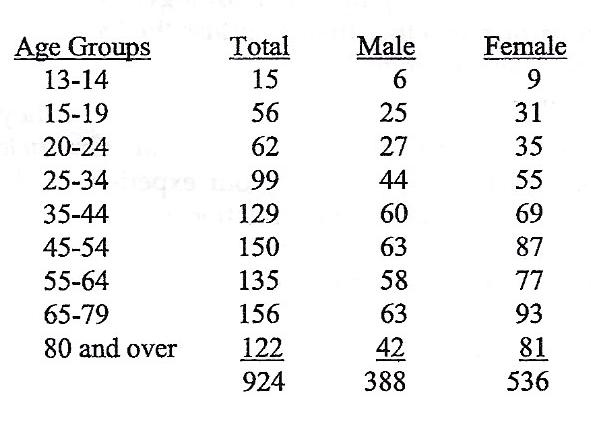 Age Groups Total Male Female
13-14 15 6 9
15-19 56 25 31
20-24 62 27 35
25-34 99 44 55
35-44 129 60 69
45-54 150 63 87
55-64 135 58 77
65-79 156 63 93
80 and over 122 42 81
924 388 536